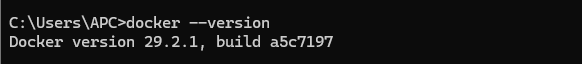 C:\Users\APC>docker --version
Docker version 29.2.1, build a5c7197